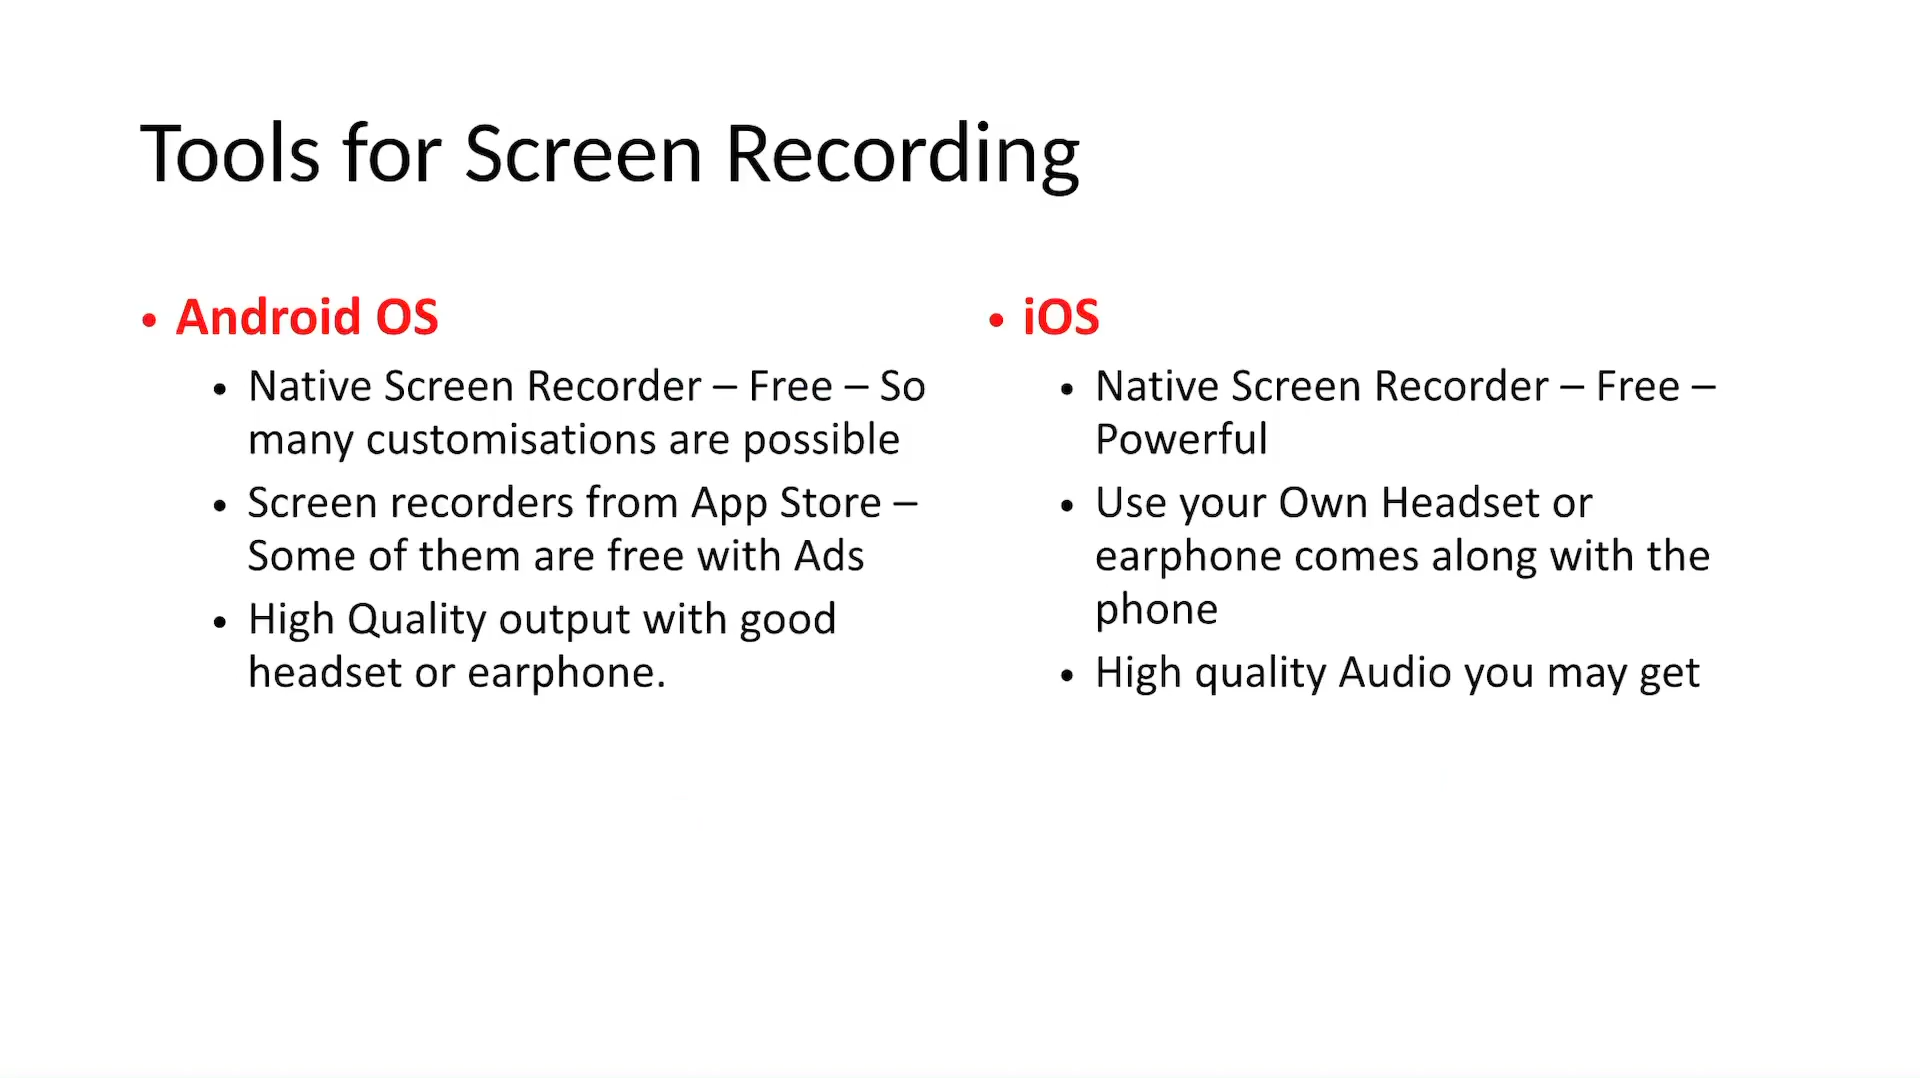 Tools for Screen Recording
• Android OS
• Native Screen Recorder – Free – So
many customisations are possible
• Screen recorders from App Store –
Some of them are free with Ads
• High Quality output with good
headset or earphone.
• iOS
• Native Screen Recorder – Free –
Powerful
• Use your Own Headset or
earphone comes along with the
phone
• High quality Audio you may get